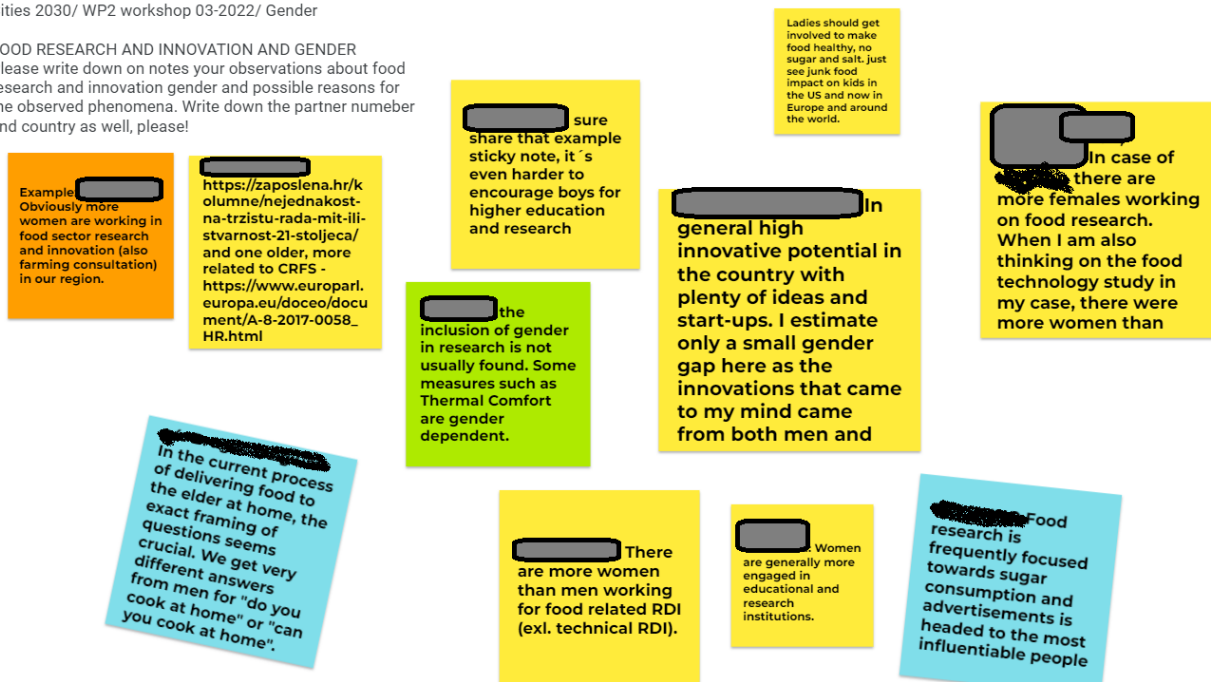 ities 2030/ WP2 workshop 03-2022/ Gender
OOD RESEARCH AND INNOVATION AND GENDER
lease write down on notes your observations about food
esearch and innovation gender and possible reasons for
he observed phenomena. Write down the partner numeber
nd country as well, please!
Example:
Obviously more
women are working in
food sector research
and innovation (also
farming consultation)
in our region.
https://zaposlena.hr/k
olumne/nejednakost-
na-trzistu-rada-mit-ili-
stvarnost-21-stoljeca/
and one older, more
related to CRFS -
https://www.europarl.
europa.eu/doceo/docu
ment/A-8-2017-0058_
HR.html
sure
share that example
sticky note, it´s
even harder to
encourage boys for
higher education
and research
Ladies should get
involved to make
food healthy, no
sugar and salt. just
see junk food
impact on kids in
the US and now in
Europe and around
the world.
In
general high
innovative potential in
the country with
plenty of ideas and
start-ups. I estimate
only a small gender
gap here as the
innovations that came
to my mind came
from both men and
In case of
there are
more females working
on food research.
When I am also
thinking on the food
technology study in
my case, there were
more women than
the
inclusion of gender
in research is not
usually found. Some
measures such as
Thermal Comfort
are gender
dependent.
In the current process
of delivering food to
the elder at home, the
exact framing of
questions seems
crucial. We get very
different answers
from men for "do you
cook at home" or "can
you cook at home".
There
are more women
than men working
for food related RDI
(exl. technical RDI).
. Women
are generally more
engaged in
educational and
research
institutions.
Food
research is
frequently focused
towards sugar
consumption and
advertisements is
headed to the most
influentiable people